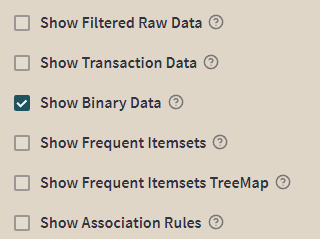 Show Filtered Raw Data ?
Show Transaction Data ?
Show Binary Data ?
Show Frequent Itemsets ?
Show Frequent Itemsets TreeMap ?
Show Association Rules ?